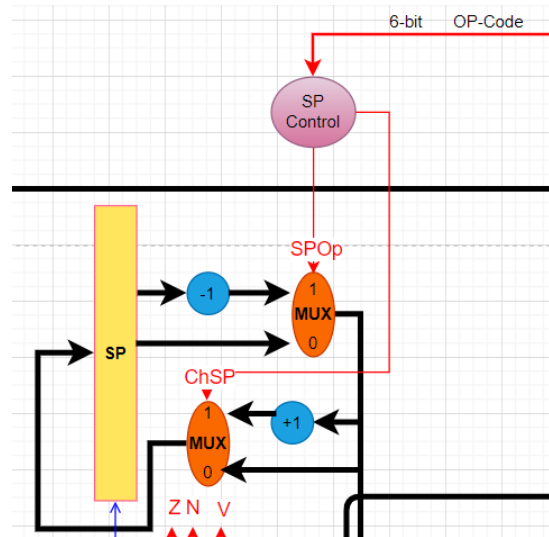 6-bit OP-Code
SP
Control
SPOp
-1
1
MUX
0
SP
ChSP
1
+1
MUX
0
Z N V